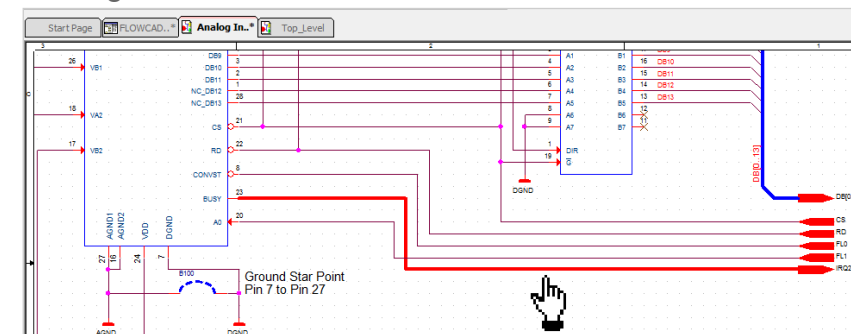 Start Page
FLOWCAD..*
Analog In..*
Top_Level
3
2
1
C
26
VB1
18
VA2
17
VB2
DB9
DB10
DB11
NC_DB12
NC_DB13
CS
RD
CONVST
BUSY
A0
3
2
1
28
21
22
8
23
20
AGND1
AGND2
VDD
DGND
27
16
24
7
B100
Ground Star Point
Pin 7 to Pin 27
AGND
DGND
4
5
6
7
8
9
1
19
A1
A2
A3
A4
A5
A6
A7
DIR
G
B1
B2
B3
B4
B5
B6
B7
16
15
14
13
12
11
DB10
DB11
DB12
DB13
DGND
DB[0..13]
DB[0
CS
RD
FL0
FL1
IRQ2